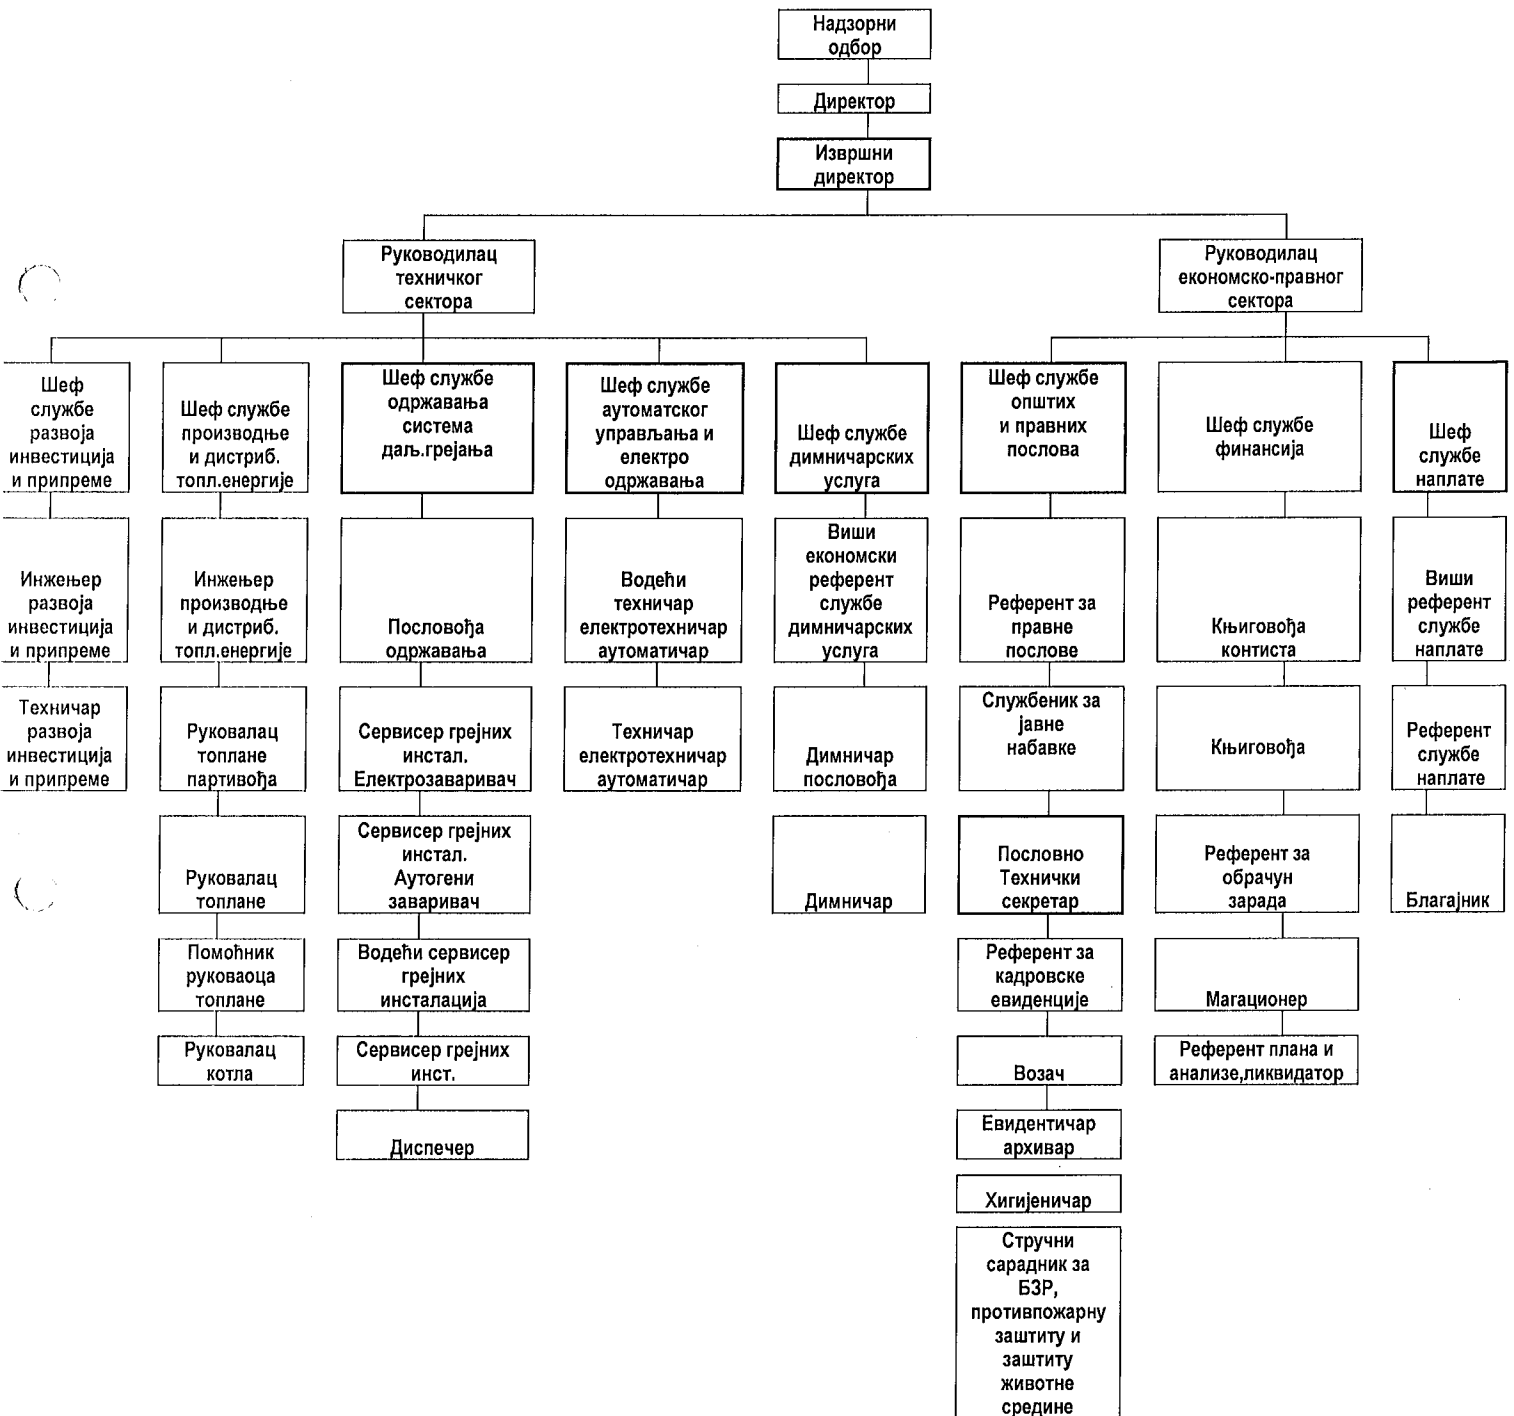 Надзорни
одбор
Директор
Извршни
директор
Руководилац
техничког
сектора
Руководилац
економско-правног
сектора
Шеф
службе
развоја
инвестиција
и припреме
Шеф службе
производње
и дистриб.
топл.енергије
Шеф службе
одржавања
система
даљ.грејања
Шеф службе
аутоматског
управљања и
електро
одржавања
Шеф службе
димничарских
услуга
Шеф службе
општих
и правних
послова
Шеф службе
финансија
Шеф
службе
наплате
Инжењер
развоја
инвестиција
и припреме
Инжењер
производње
и дистриб.
топл.енергије
Пословођа
одржавања
Водећи
техничар
електротехничар
аутоматичар
Виши
економски
референт
службе
димничарских
услуга
Референт за
правне
послове
Књиговођа
контиста
Виши
референт
службе
наплате
Техничар
развоја
инвестиција
и припреме
Руковалац
топлане
партивођа
Сервисер грејних
инстал.
Електрозаваривач
Техничар
електротехничар
аутоматичар
Димничар
пословођа
Службеник за
јавне
набавке
Књиговођа
Референт
службе
наплате
Руковалац
топлане
Сервисер грејних
инстал.
Аутогени
заваривач
Димничар
Пословно
Технички
секретар
Референт за
обрачун
зарада
Благајник
Помоћник
руковаоца
топлане
Водећи сервисер
грејних
инсталација
Референт за
кадровске
евиденције
Магационер
Руковалац
котла
Сервисер грејних
инст.
Возач
Референт плана и
анализе,ликвидатор
Диспечер
Евидентичар
архивар
Хигијеничар
Стручни
сарадник за
БЗР,
противпожарну
заштиту и
заштиту
животне
средине